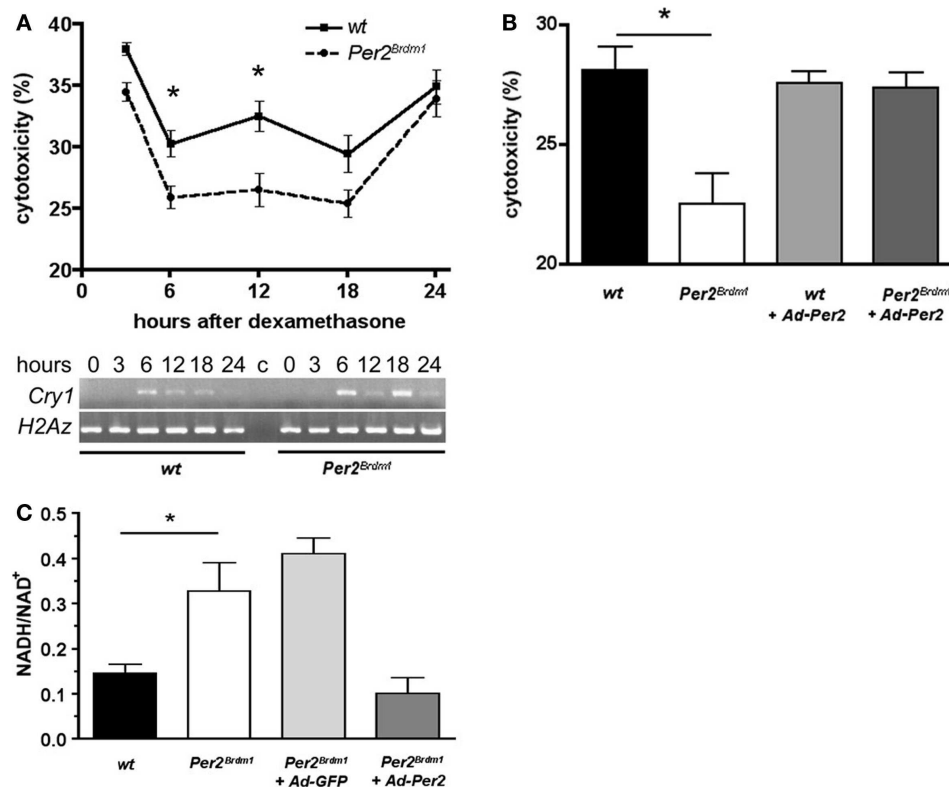 A
cytotoxicity (%)
40
35
30
25
20
wt
Per2Brdm1
*
*
0 6 12 18 24
hours after dexamethasone
hours 0 3 6 12 18 24 c 0 3 6 12 18 24
Cry1
H2Az
wt Per2Brdm1
B
cytotoxicity (%)
30
25
20
*
wt Per2Brdm1 wt + Ad-Per2 Per2Brdm1 + Ad-Per2
C
NADH/NAD+
0.5
0.4
0.3
0.2
0.1
0.0
*
wt Per2Brdm1 Per2Brdm1 + Ad-GFP Per2Brdm1 + Ad-Per2